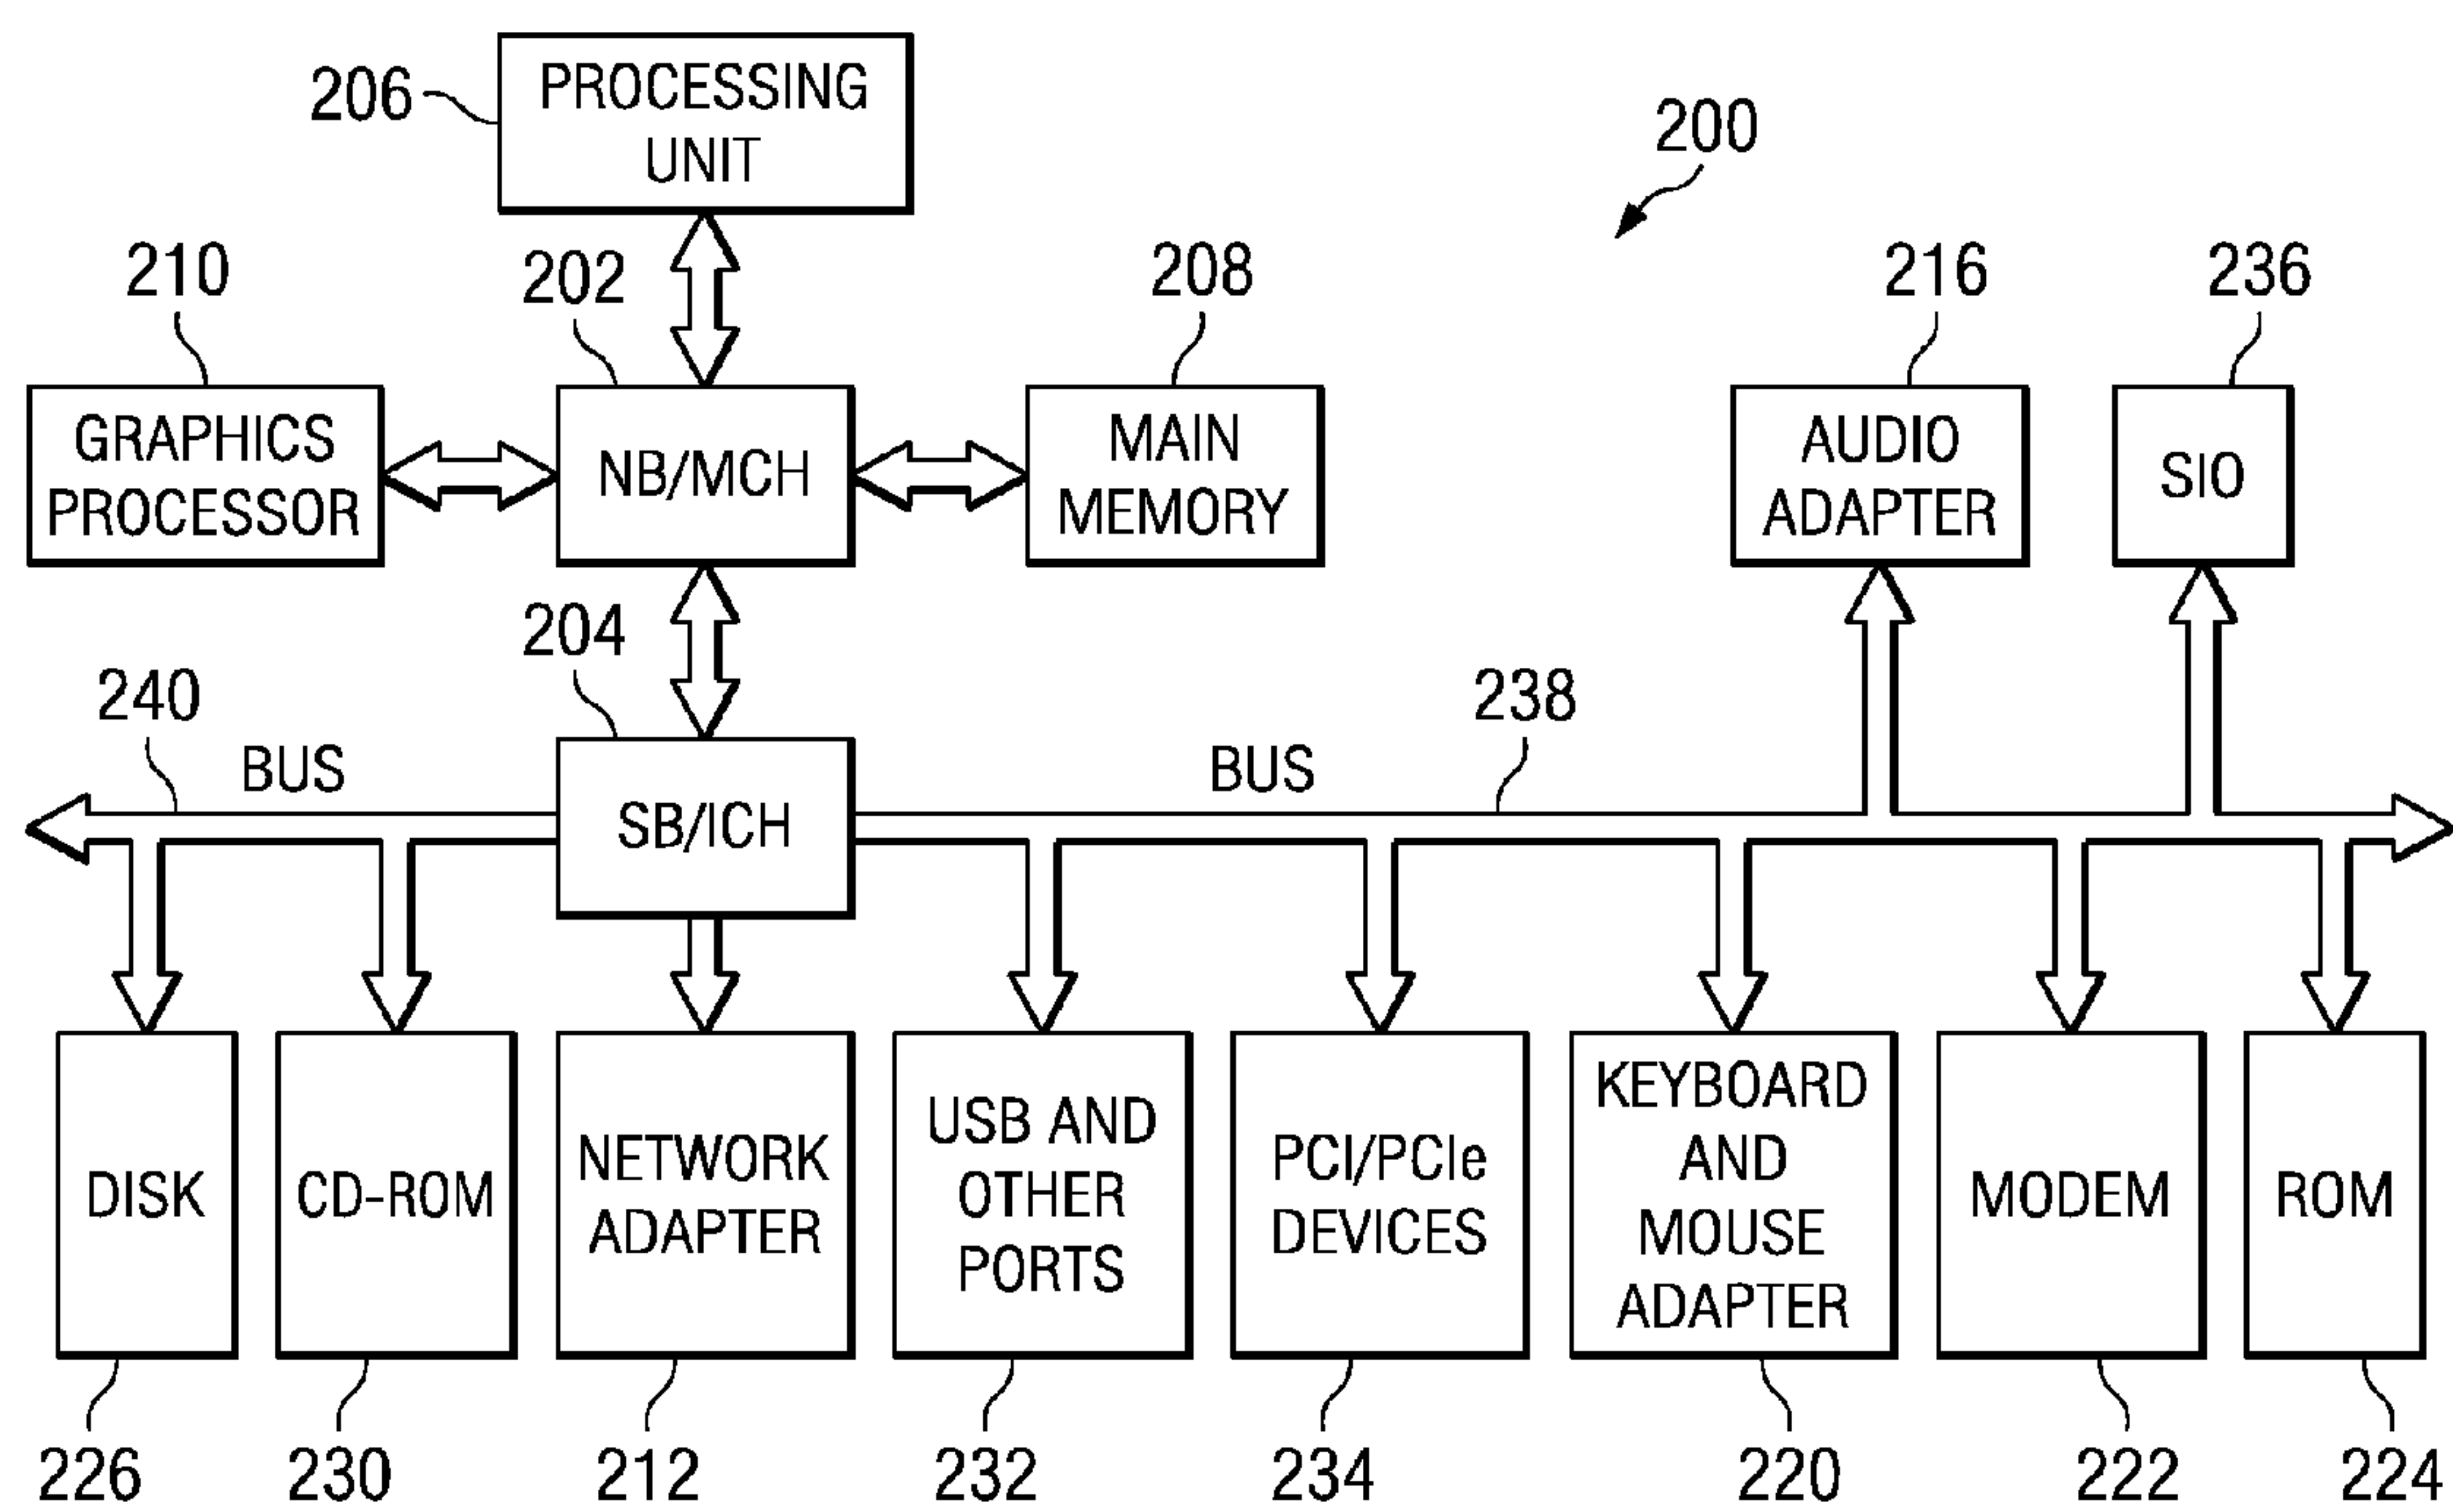 206
PROCESSING
UNIT
200
210
202
208
216
236
GRAPHICS
PROCESSOR
NB/MCH
MAIN
MEMORY
AUDIO
ADAPTER
SIO
204
240
BUS
238
BUS
SB/ICH
DISK
CD-ROM
NETWORK
ADAPTER
USB AND
OTHER
PORTS
PCI/PCIe
DEVICES
KEYBOARD
AND
MOUSE
ADAPTER
MODEM
ROM
226
230
212
232
234
220
222
224